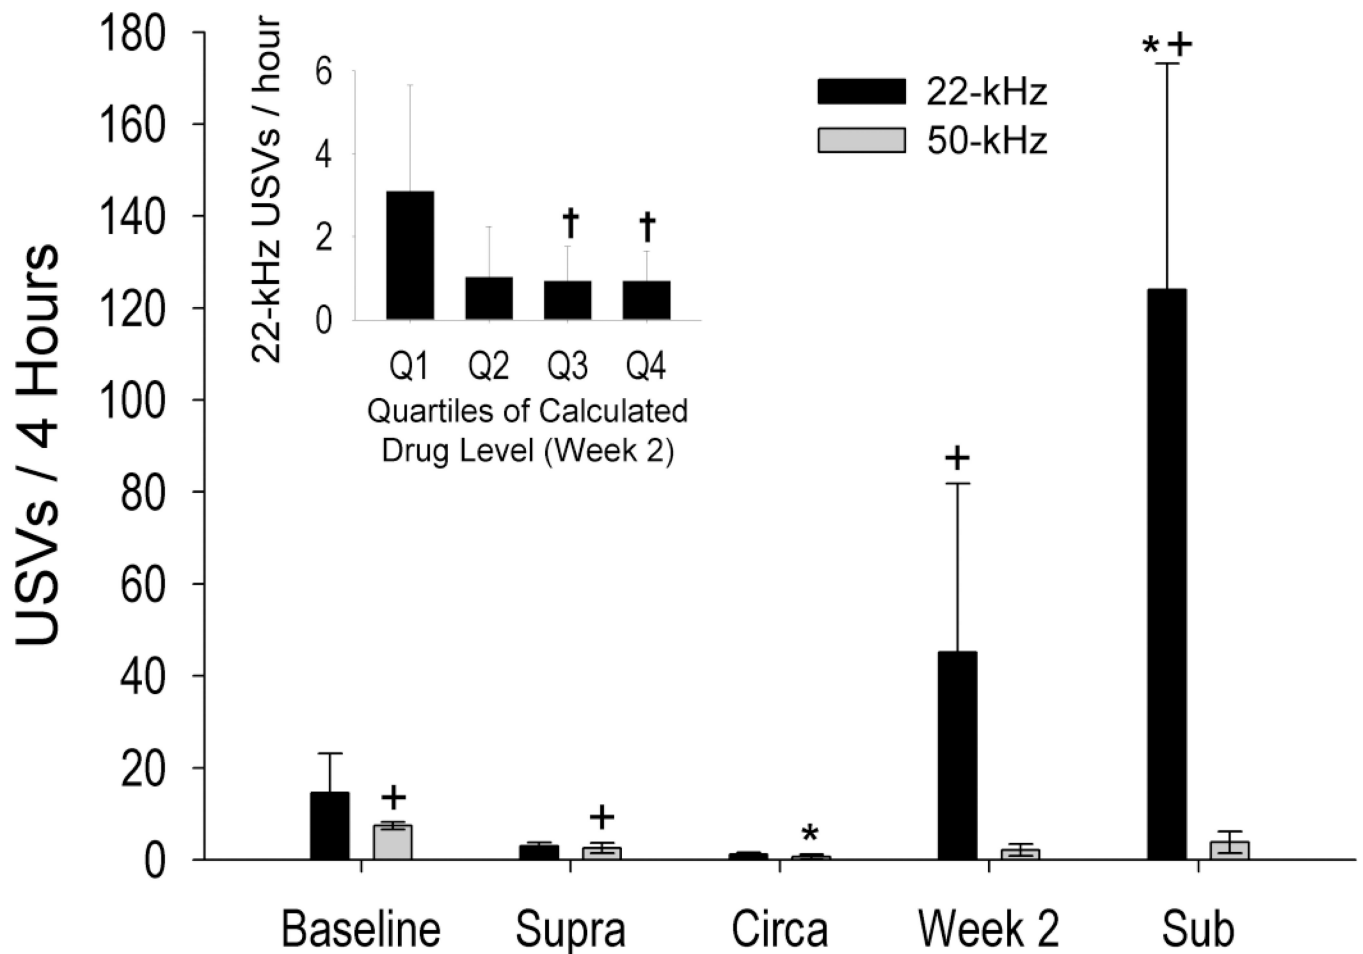 USVs / 4 Hours
180
160
140
120
100
80
60
40
20
0
22-kHz USVs / hour
6
4
2
0
† †
Q1 Q2 Q3 Q4
Quartiles of Calculated
Drug Level (Week 2)
22-kHz
50-kHz
*+
+
+
+
*
Baseline Supra Circa Week 2 Sub